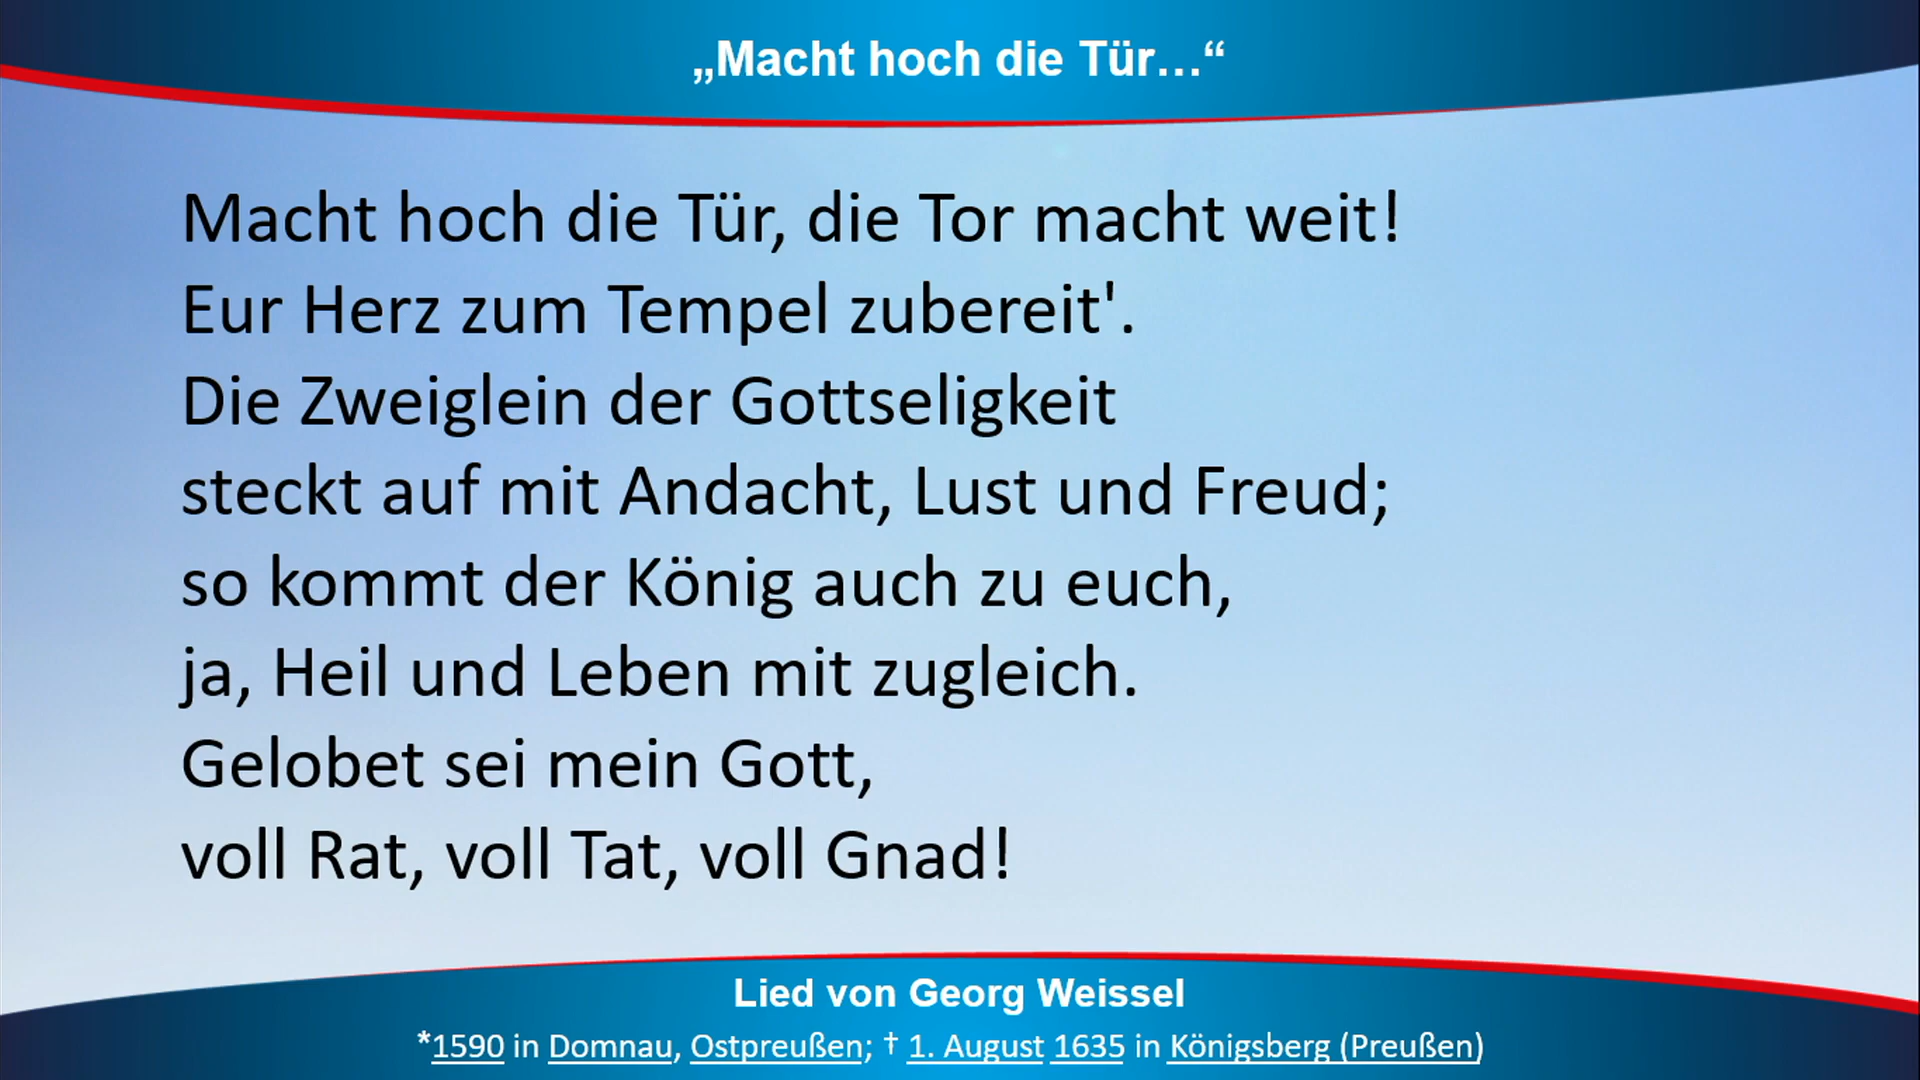 „Macht hoch die Tür...“
Macht hoch die Tür, die Tor macht weit!
Eur Herz zum Tempel zubereit'.
Die Zweiglein der Gottseligkeit
steckt auf mit Andacht, Lust und Freud;
so kommt der König auch zu euch,
ja, Heil und Leben mit zugleich.
Gelobet sei mein Gott,
voll Rat, voll Tat, voll Gnad!
Lied von Georg Weissel
*1590 in Domnau, Ostpreußen; † 1. August 1635 in Königsberg (Preußen)